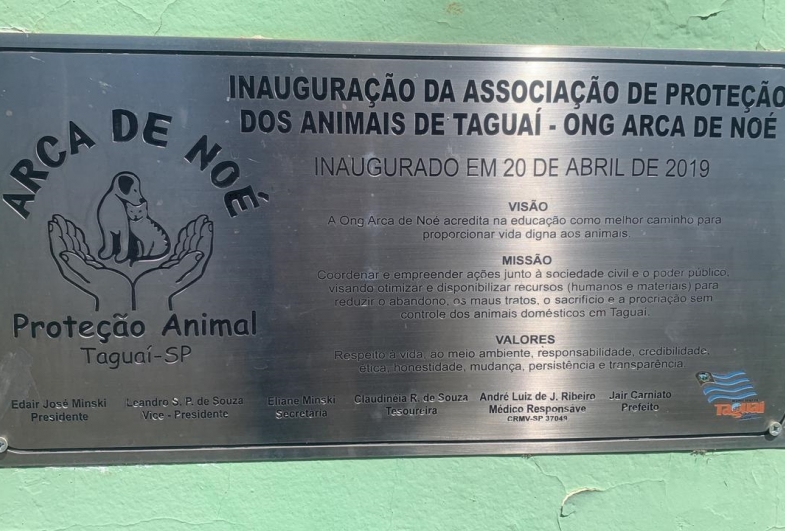 INAUGURAÇÃO DA ASSOCIAÇÃO DE PROTEÇÃO
DOS ANIMAIS DE TAGUAÍ - ONG ARCA DE NOÉ
INAUGURADO EM 20 DE ABRIL DE 2019
ARCA DE NOÉ
Proteção Animal
Taguaí-SP
VISÃO
A Ong Arca de Noé acredita na educação como melhor caminho para
proporcionar vida digna aos animais.
MISSÃO
Coordenar e empreender ações junto à sociedade civil e o poder público,
visando otimizar e disponibilizar recursos (humanos e materiais) para
reduzir o abandono, os maus tratos, o sacrifício e a procriação sem
controle dos animais domésticos em Taguaí.
VALORES
Respeito à vida, ao meio ambiente, responsabilidade, credibilidade,
ética, honestidade, mudança, persistência e transparência.
Edair José Minski
Presidente
Leandro S. P. de Souza
Vice - Presidente
Eliane Minski
Secretaria
Claudineia R. de Souza
Tesoureira
André Luiz de J. Ribeiro
Médico Responsave
CRMV-SP 37049
Jair Carniato
Prefeito
Taguaí